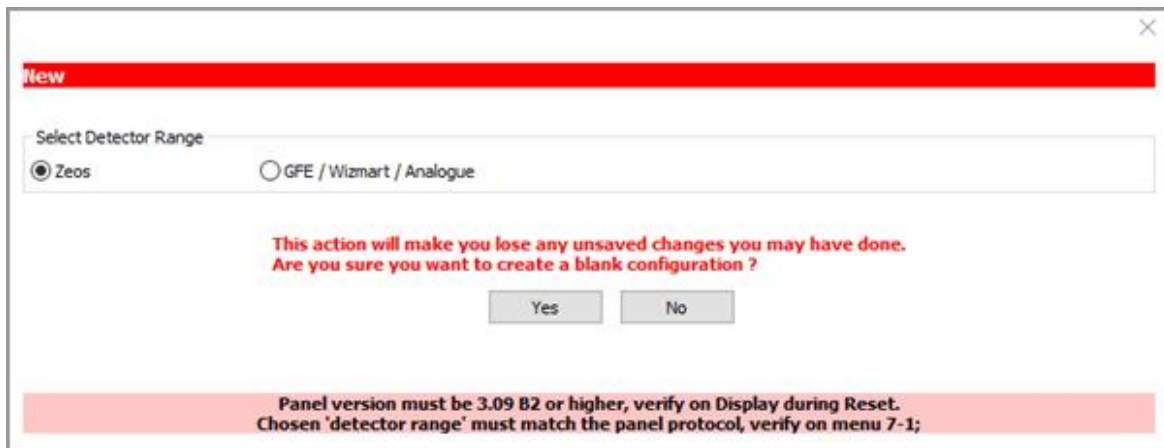 New
Select Detector Range
Zeos
GFE / Wizmart / Analogue
This action will make you lose any unsaved changes you may have done.
Are you sure you want to create a blank configuration ?
Yes No
Panel version must be 3.09 B2 or higher, verify on Display during Reset.
Chosen 'detector range' must match the panel protocol, verify on menu 7-1;